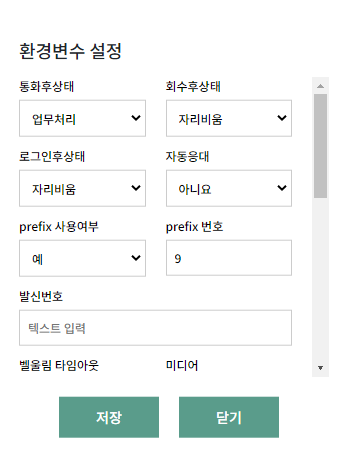 환경변수 설정
통화후상태 회수후상태
업무처리 자리비움
로그인후상태 자동응대
자리비움 아니요
prefix 사용여부 prefix 번호
예 9
발신번호
텍스트 입력
벨울림 타임아웃 미디어
저장 닫기